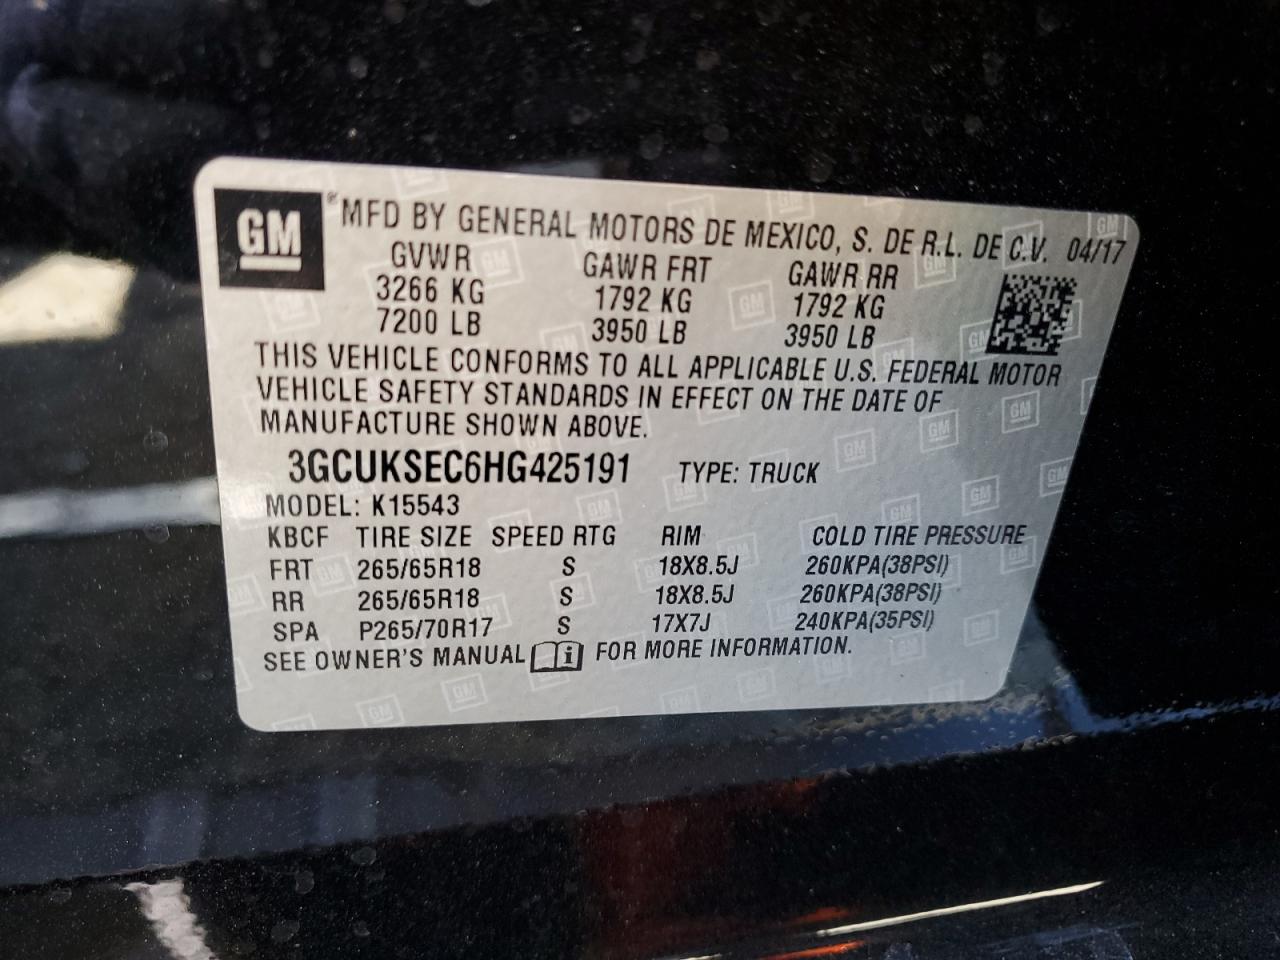 GM ® MFD BY GENERAL MOTORS DE MEXICO, S. DE R.L. DE C.V. 04/17
GVWR GAWR FRT GAWR RR
3266 KG 1792 KG 1792 KG
7200 LB 3950 LB 3950 LB
THIS VEHICLE CONFORMS TO ALL APPLICABLE U.S. FEDERAL MOTOR
VEHICLE SAFETY STANDARDS IN EFFECT ON THE DATE OF
MANUFACTURE SHOWN ABOVE.
3GCUKSEC6HG425191 TYPE: TRUCK
MODEL: K15543
KBCF TIRE SIZE SPEED RTG RIM COLD TIRE PRESSURE
FRT 265/65R18 S 18X8.5J 260KPA(38PSI)
RR 265/65R18 S 18X8.5J 260KPA(38PSI)
SPA P265/70R17 S 17X7J 240KPA(35PSI)
SEE OWNER'S MANUAL i FOR MORE INFORMATION.